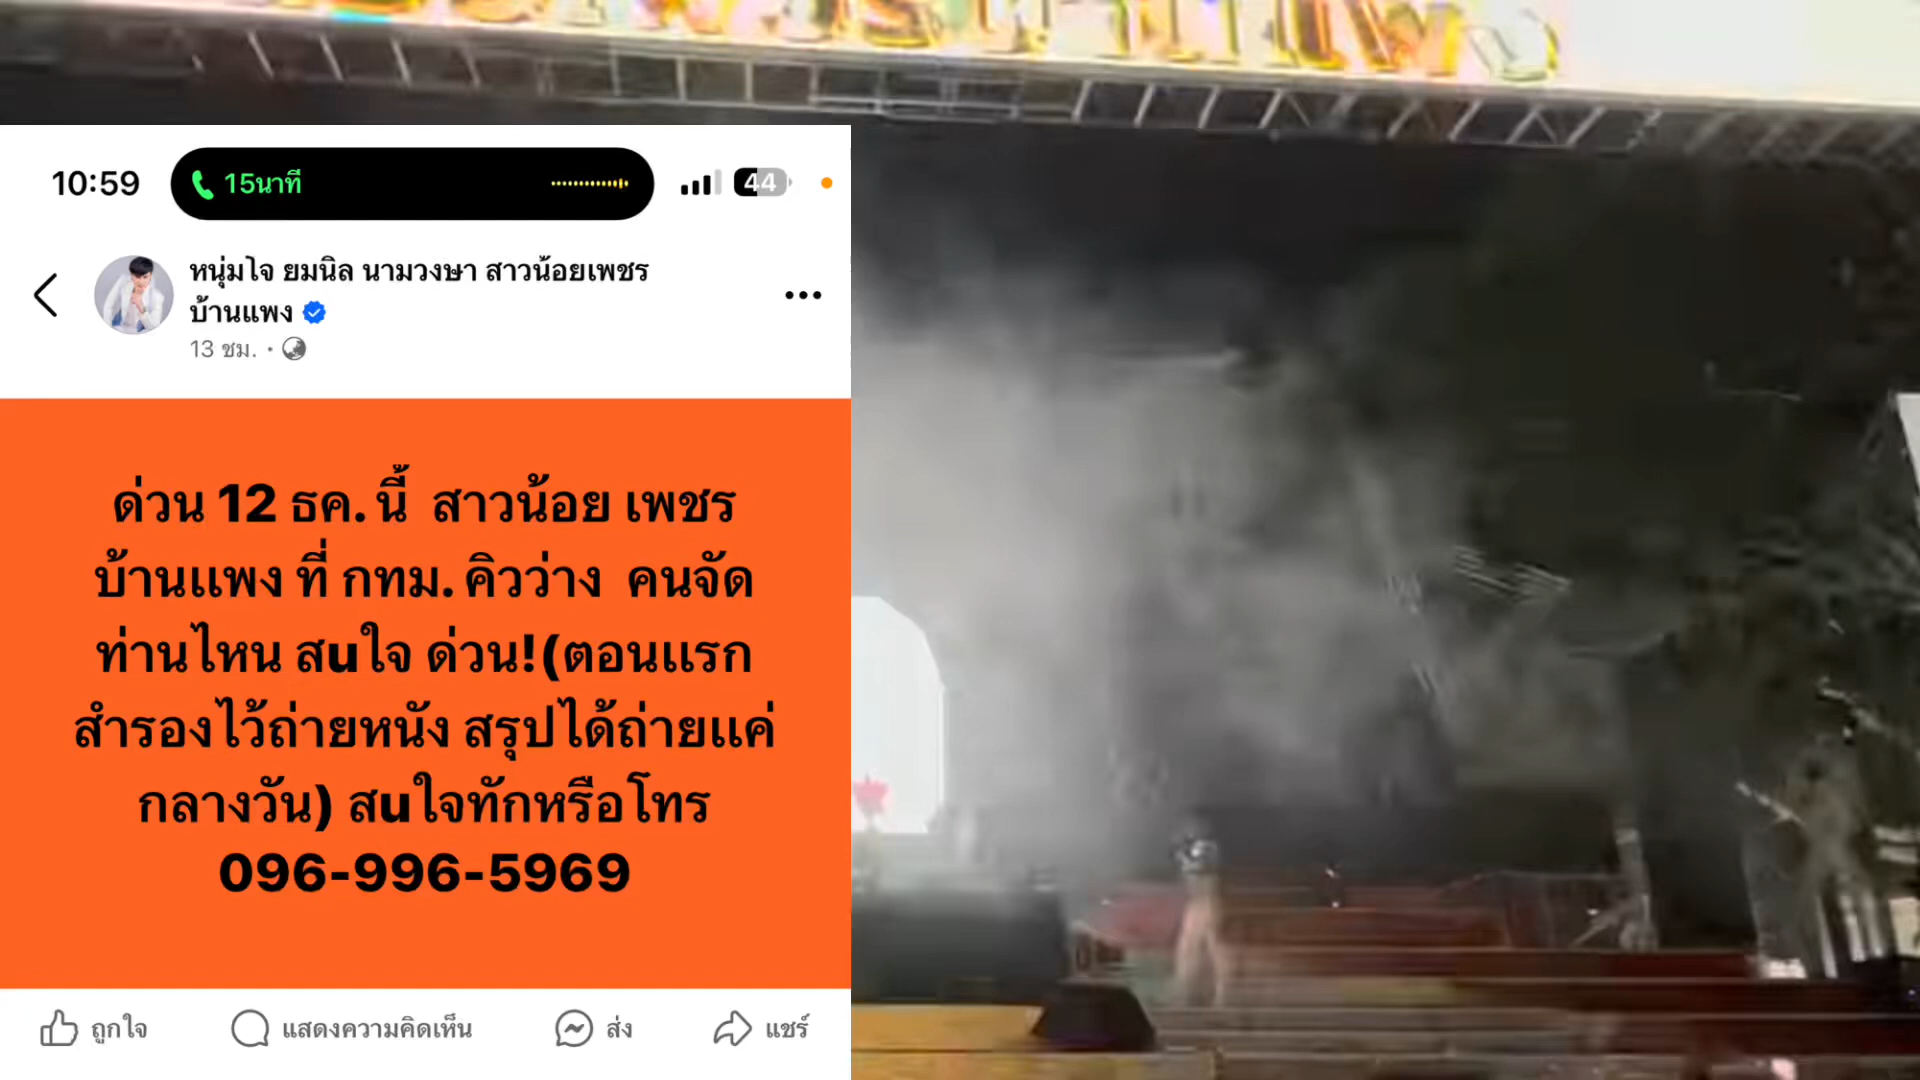 10:59
15นาที
44
หนุ่มโจ ยมนิล นามวงษา สาวน้อยเพชร
บ้านแพง
13 ชม.
ด่วน 12 ธค. นี้ สาวน้อย เพชร
บ้านแพง ที่ กทม. คิวว่าง คนจัด
ท่านไหน สuใจ ด่วน!(ตอนแรก
สำรองไว้ถ่ายหนัง สรุปได้ถ่ายแค่
กลางวัน) สuใจทักหรือโทร
096-996-5969
ถูกใจ
แสดงความคิดเห็น
ส่ง
แชร์